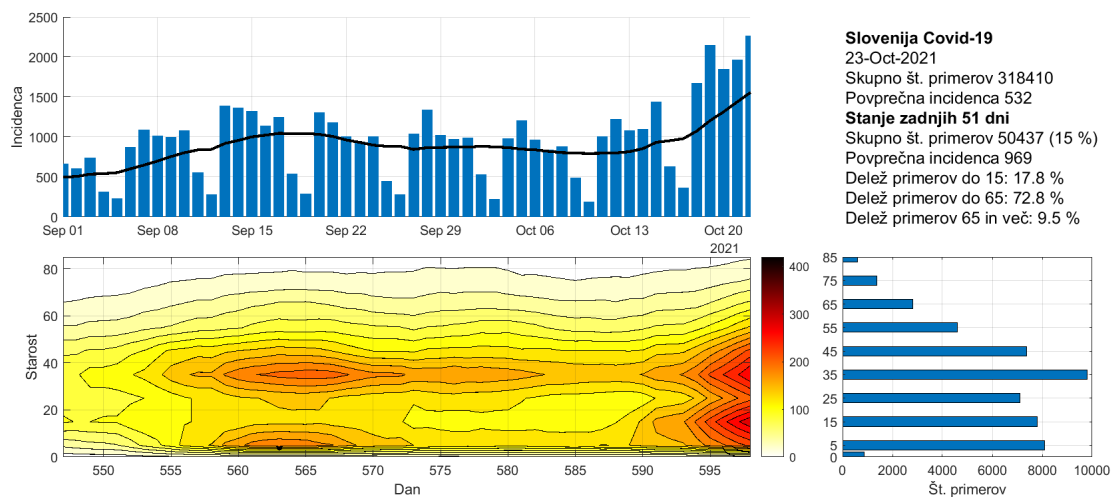 2500
2000
1500
1000
500
0
Incidenca
Sep 01
Sep 08
Sep 15
Sep 22
Sep 29
Oct 06
Oct 13
Oct 20
2021
Slovenija Covid-19
23-Oct-2021
Skupno št. primerov 318410
Povprečna incidenca 532
Stanje zadnjih 51 dni
Skupno št. primerov 50437 (15 %)
Povprečna incidenca 969
Delež primerov do 15: 17.8 %
Delež primerov do 65: 72.8 %
Delež primerov 65 in več: 9.5 %
80
60
40
20
0
Starost
550
555
560
565
570
575
580
585
590
595
Dan
400
300
200
100
0
85
75
65
55
45
35
25
15
5
0
0
2000
4000
6000
8000
10000
Št. primerov